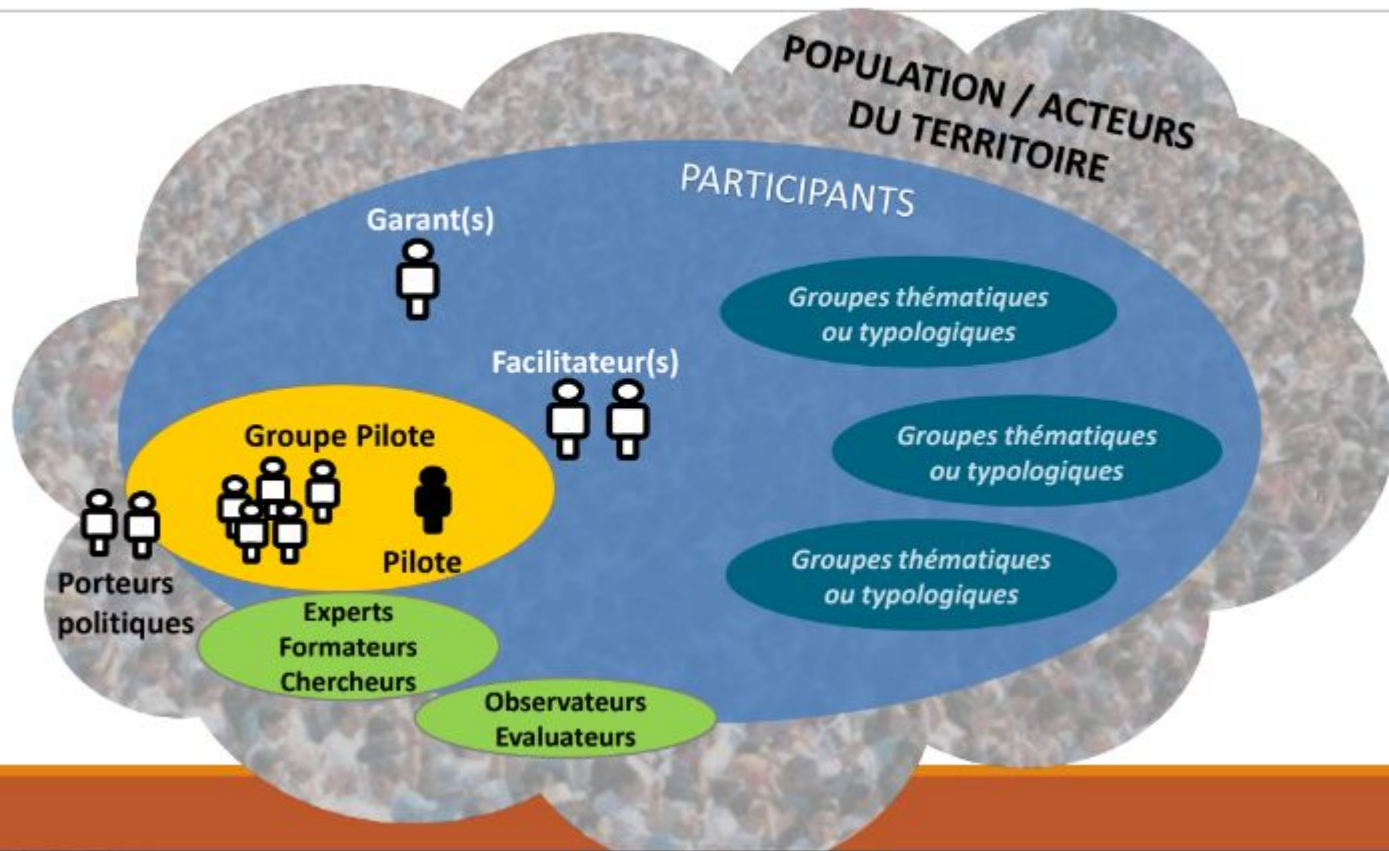 POPULATION / ACTEURS
DU TERRITOIRE
PARTICIPANTS
Garant(s)
Groupes thématiques
ou typologiques
Facilitateur(s)
Groupe Pilote
Groupes thématiques
ou typologiques
Pilote
Groupes thématiques
ou typologiques
Porteurs
politiques
Experts
Formateurs
Chercheurs
Observateurs
Evaluateurs